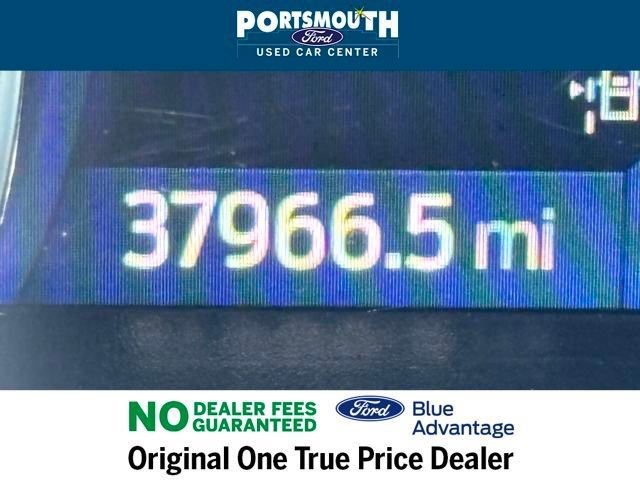 PORTSMOUTH
Ford
USED CAR CENTER
37966.5 mi
NO DEALER FEES
GUARANTEED
Ford Blue
Advantage
Original One True Price Dealer